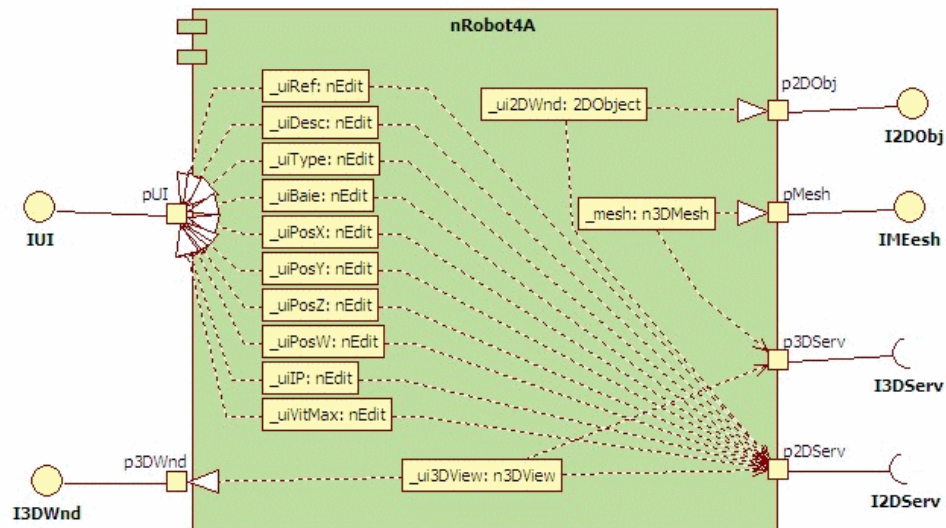 nRobot4A
_uiRef: nEdit
p2DObj
_ui2DWnd: 2DObject
_uiDesc: nEdit
I2DObj
_uiType: nEdit
pUI
_uiBaie: nEdit
pMesh
_mesh: n3DMesh
IUI
_uiPosX: nEdit
IMEesh
_uiPosY: nEdit
_uiPosZ: nEdit
_uiPosW: nEdit
p3DServ
_uiIP: nEdit
I3DServ
_uiVitMax: nEdit
p3DWnd
p2DServ
_ui3DView: n3DView
I3DWnd
I2DServ